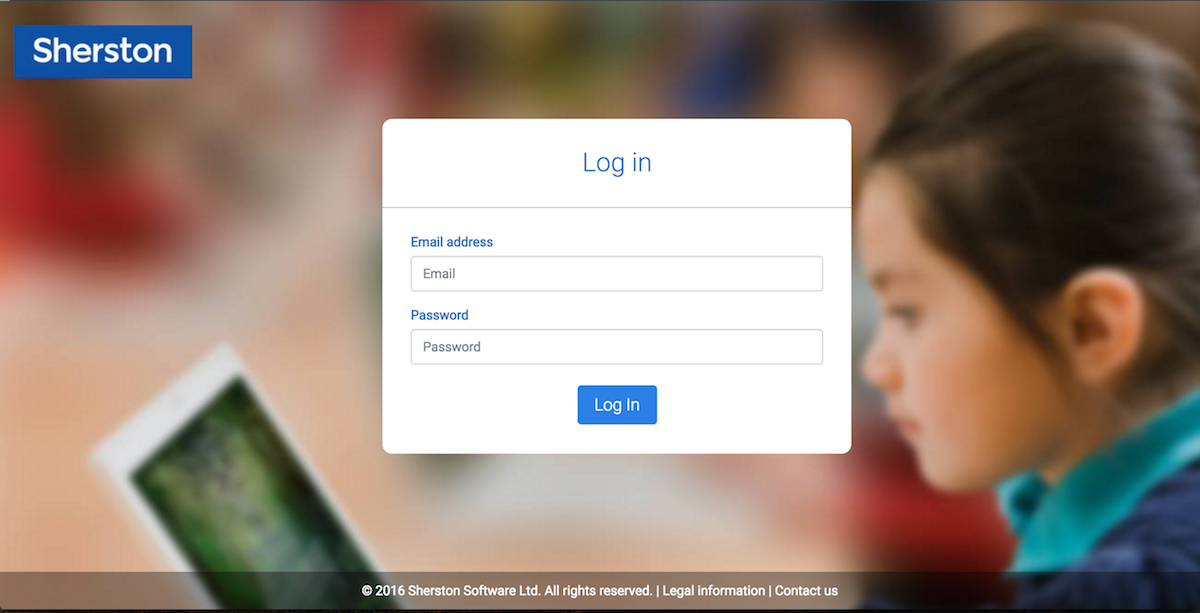 Sherston
Log in
Email address
Email
Password
Password
Log In
© 2016 Sherston Software Ltd. All rights reserved. | Legal information | Contact us